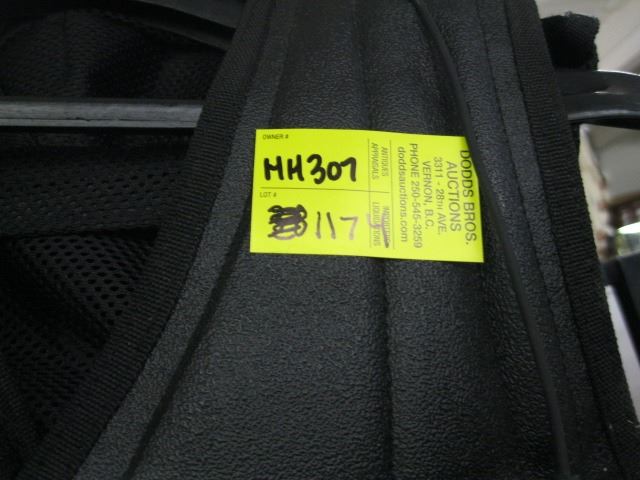 OWNER #
MH307
LOT #
117
ANTIQUES
APPRAISALS
LIQUIDATIONS
DODDS BROS.
AUCTIONS
3311 - 28TH AVE.
VERNON, B.C.
PHONE 250-545-3259
doddsauctions.com